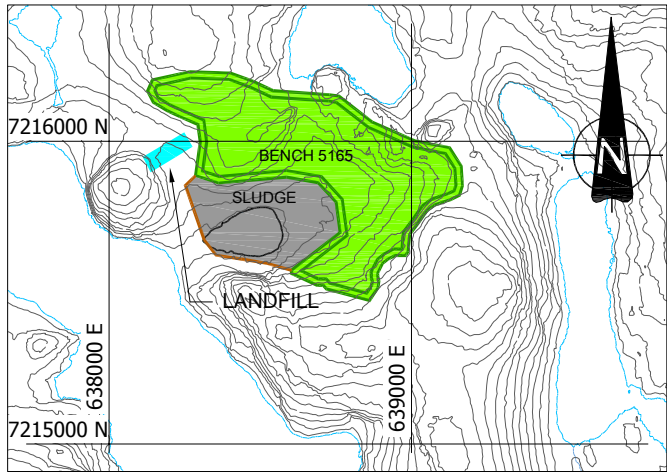 7216000 N
BENCH 5165
N
SLUDGE
LANDFILL
638000 E
639000 E
7215000 N